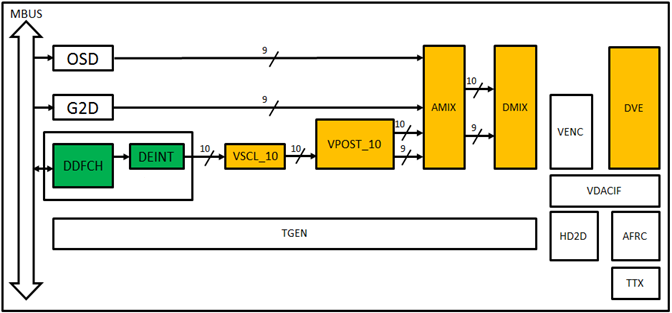 MBUS
OSD
9
G2D
9
DDFCH
DEINT
10
VSCL_10
10
VPOST_10
10
9
AMIX
10
9
DMIX
VENC
DVE
VDACIF
TGEN
HD2D
AFRC
TTX